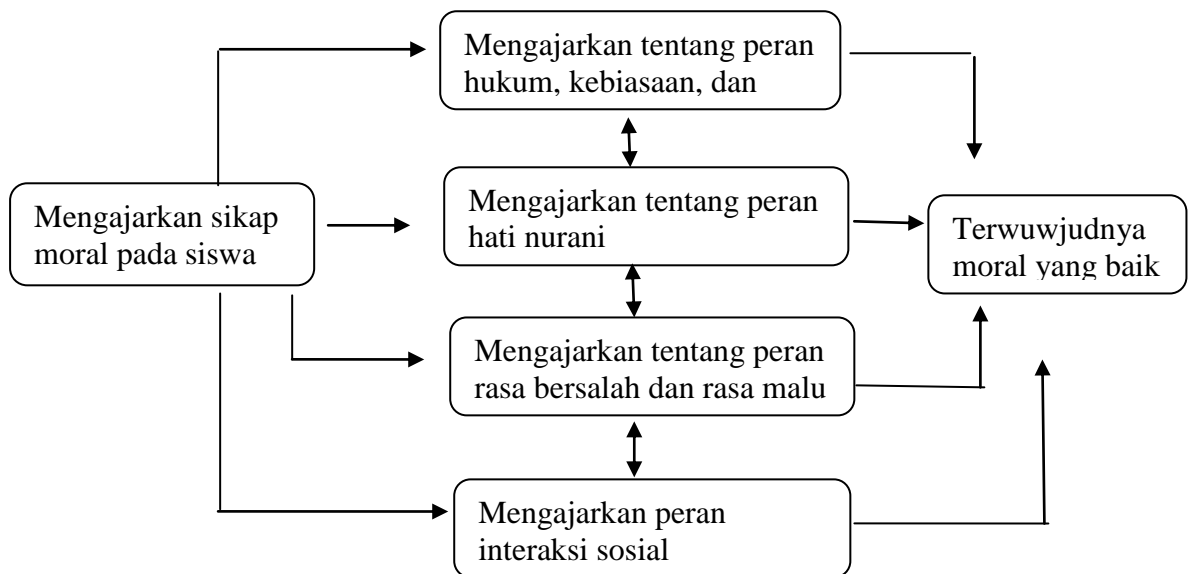 Mengajarkan tentang peran
hukum, kebiasaan, dan
Mengajarkan sikap
moral pada siswa
Mengajarkan tentang peran
hati nurani
Terwuwjudnya
moral yang baik
Mengajarkan tentang peran
rasa bersalah dan rasa malu
Mengajarkan peran
interaksi sosial